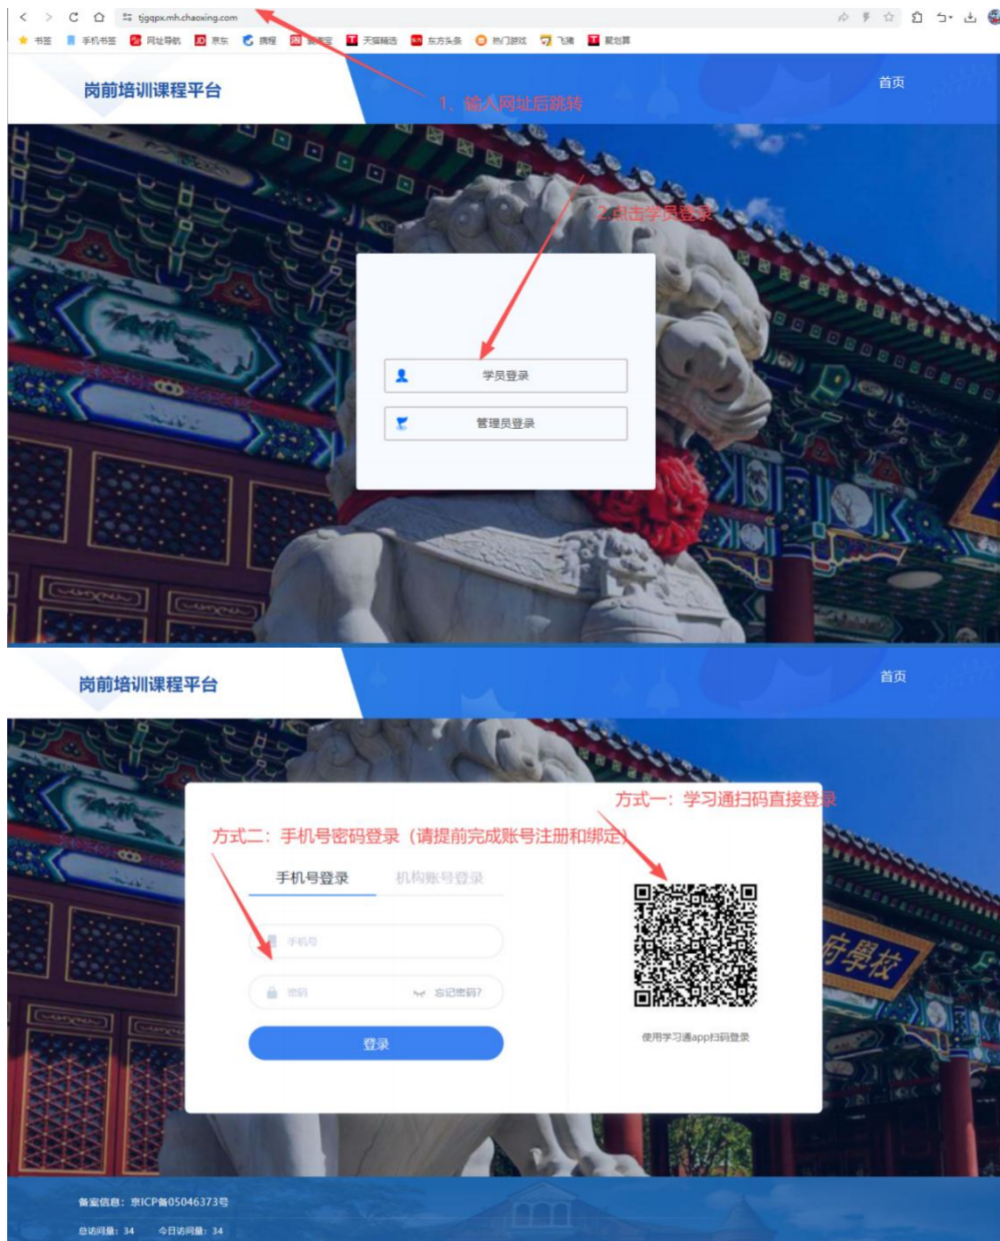 tjgqpx.mh.chaoxing.com
书签 手机书签 网址导航 JD 京东 携程 T 天猫精选 东方头条 热门游戏 飞猪 T 聚划算
岗前培训课程平台
首页
1、输入网址后跳转
2.点击学员登录
学员登录
管理员登录
岗前培训课程平台
首页
方式一：学习通扫码直接登录
方式二：手机号密码登录（请提前完成账号注册和绑定）
手机号登录 机构账号登录
手机号
密码 忘记密码?
登录
使用学习通app扫码登录
府學校
备案信息：京ICP备05046373号
总访问量：34 今日访问量：34